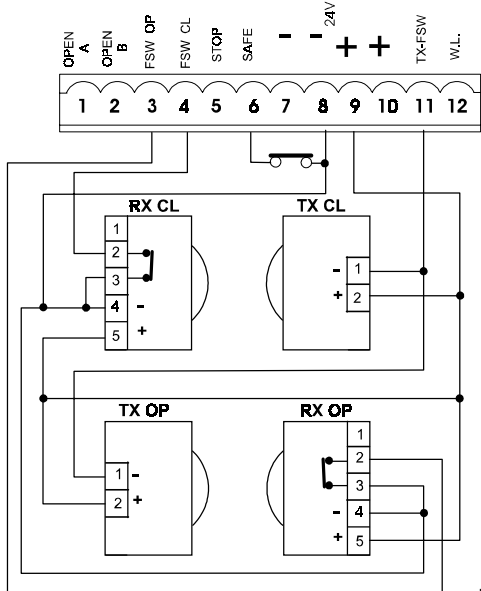 OPEN A
OPEN B
FSW OP
FSW CL
STOP
SAFE
-
- 24V
+
+
TX-FSW
W.L.
1 2 3 4 5 6 7 8 9 10 11 12
RX CL
1
2
3
4 -
5 +
TX CL
- 1
+ 2
TX OP
1 -
2 +
RX OP
1
2
3
- 4
+ 5